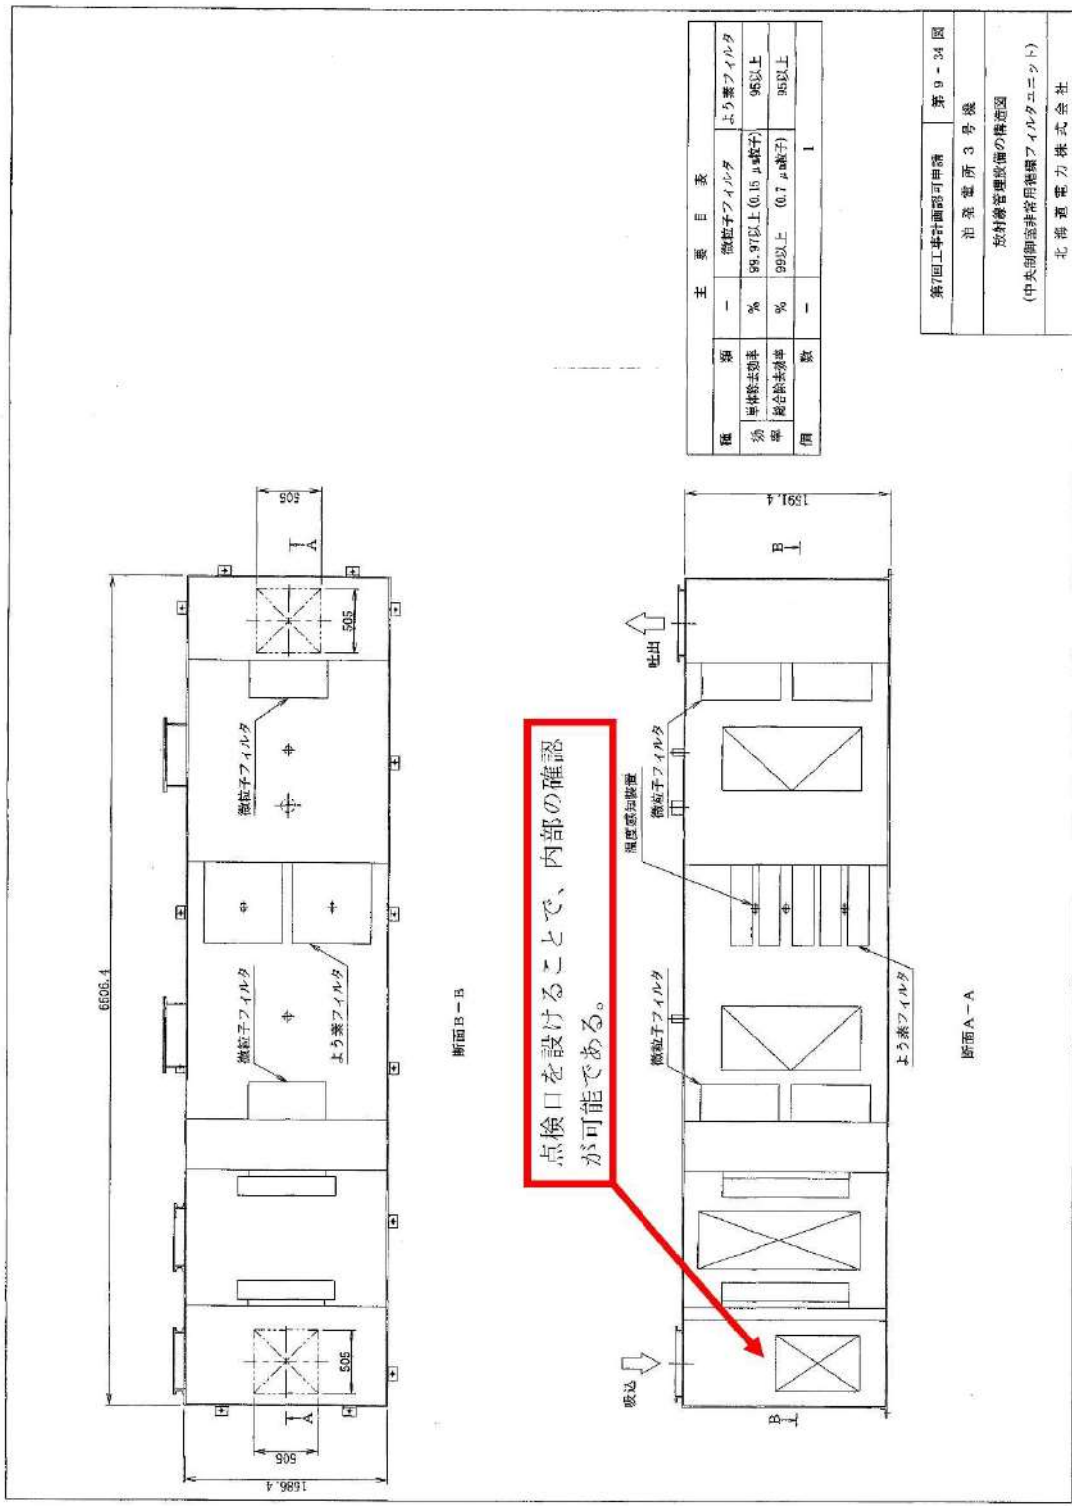 6606.4
1686.4
505
505
505
505
A
A
微粒子フィルタ
よう素フィルタ
微粒子フィルタ
断面B-B
点検口を設けることで、内部の確認
が可能である。
吸込
吐出
B
B
1591.4
微粒子フィルタ
温度感知装置
微粒子フィルタ
よう素フィルタ
断面A-A
主要目表
種類 - 微粒子フィルタ よう素フィルタ
効率 単体除去効率 % 99.97以上(0.15μm粒子) 95以上
総合除去効率 % 99以上 (0.7μm粒子) 95以上
個数 - 1
第7回工事計画認可申請 第9-34図
泊発電所3号機
放射線管理設備の構造図
(中央制御室非常用循環フィルタユニット)
北海道電力株式会社